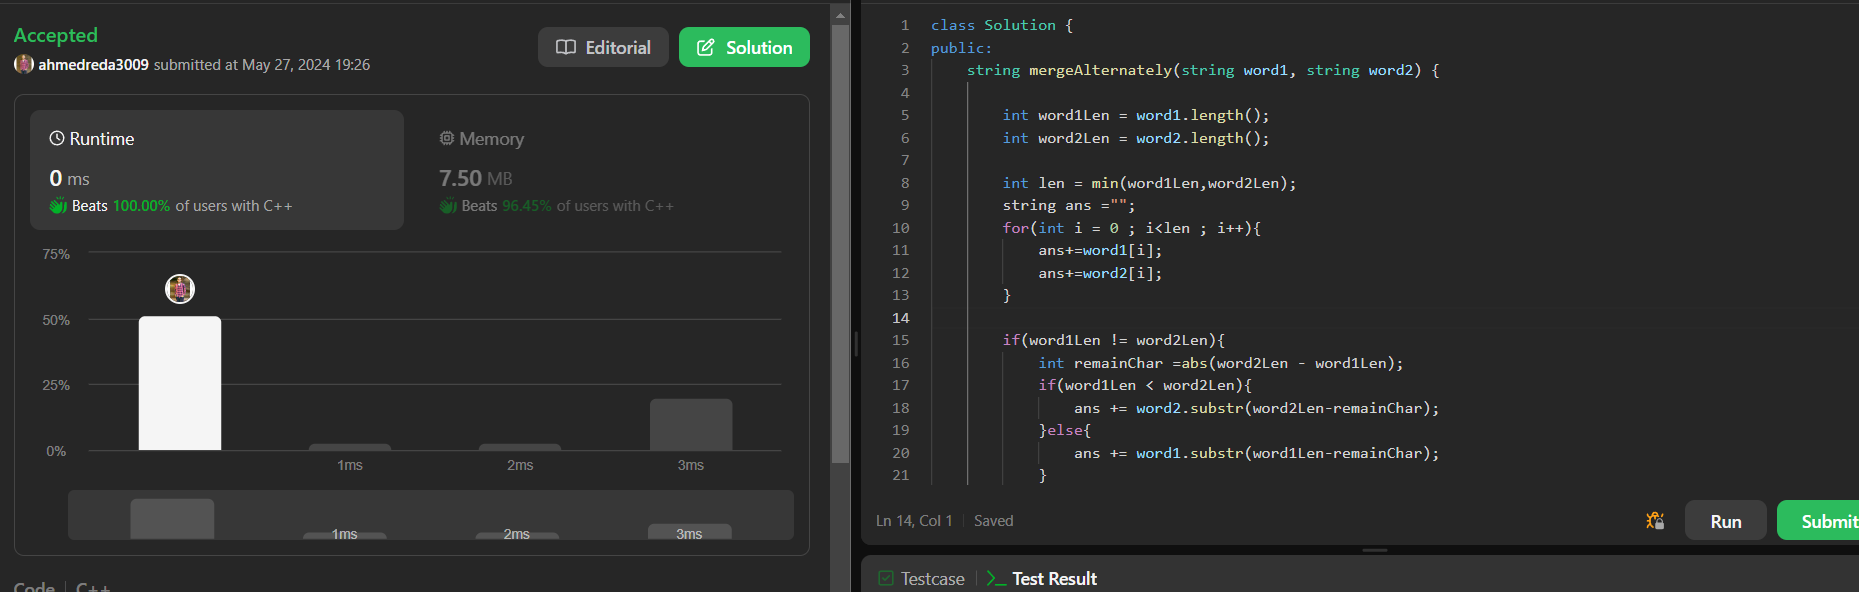 Accepted
ahmedreda3009 submitted at May 27, 2024 19:26
Editorial
Solution
Runtime
0 ms
Beats 100.00% of users with C++
Memory
7.50 MB
Beats 96.45% of users with C++
75%
50%
25%
0%
1ms 2ms 3ms
1ms 2ms 3ms
Code | C++
1 class Solution {
2 public:
3 string mergeAlternately(string word1, string word2) {
4
5 int word1Len = word1.length();
6 int word2Len = word2.length();
7
8 int len = min(word1Len,word2Len);
9 string ans ="";
10 for(int i = 0 ; i<len ; i++){
11 ans+=word1[i];
12 ans+=word2[i];
13 }
14
15 if(word1Len != word2Len){
16 int remainChar =abs(word2Len - word1Len);
17 if(word1Len < word2Len){
18 ans += word2.substr(word2Len-remainChar);
19 }else{
20 ans += word1.substr(word1Len-remainChar);
21 }
Ln 14, Col 1 | Saved
Run
Submit
Testcase | >_ Test Result